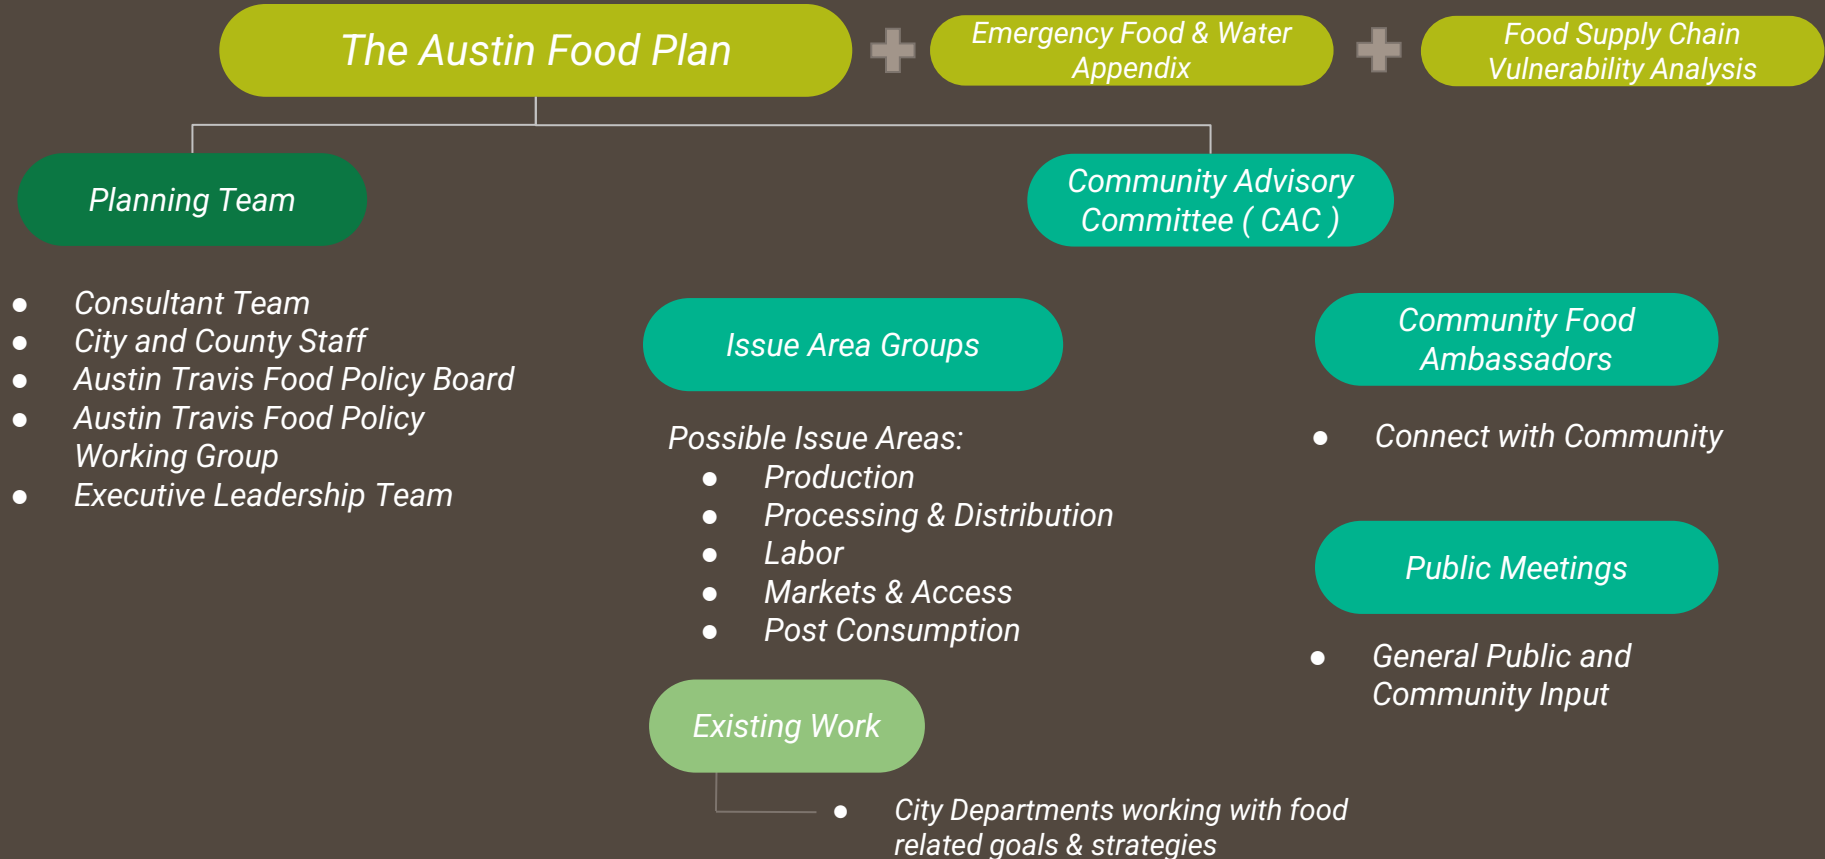 The Austin Food Plan
Emergency Food & Water
Appendix
Food Supply Chain
Vulnerability Analysis
Planning Team
● Consultant Team
● City and County Staff
● Austin Travis Food Policy Board
● Austin Travis Food Policy
Working Group
● Executive Leadership Team
Community Advisory
Committee ( CAC )
Issue Area Groups
Possible Issue Areas:
● Production
● Processing & Distribution
● Labor
● Markets & Access
● Post Consumption
Existing Work
● City Departments working with food
related goals & strategies
Community Food
Ambassadors
● Connect with Community
Public Meetings
● General Public and
Community Input